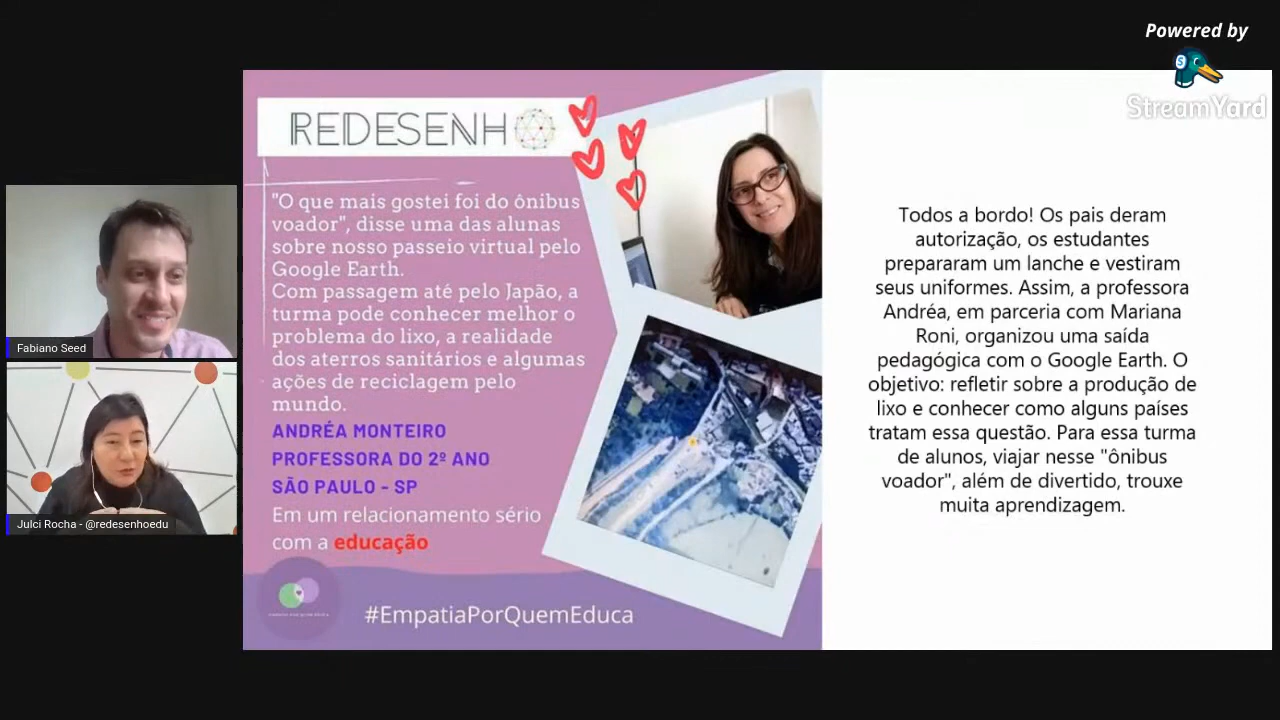 Powered by
StreamYard
REDESENHO
"O que mais gostei foi do ônibus
voador", disse uma das alunas
sobre nosso passeio virtual pelo
Google Earth.
Com passagem até pelo Japão, a
turma pode conhecer melhor o
problema do lixo, a realidade
dos aterros sanitários e algumas
ações de reciclagem pelo
mundo.
ANDRÉA MONTEIRO
PROFESSORA DO 2º ANO
SÃO PAULO - SP
Em um relacionamento sério
com a educação
#EmpatiaPorQuemEduca
Todos a bordo! Os pais deram
autorização, os estudantes
prepararam um lanche e vestiram
seus uniformes. Assim, a professora
Andréa, em parceria com Mariana
Roni, organizou uma saída
pedagógica com o Google Earth. O
objetivo: refletir sobre a produção de
lixo e conhecer como alguns países
tratam essa questão. Para essa turma
de alunos, viajar nesse "ônibus
voador", além de divertido, trouxe
muita aprendizagem.
Fabiano Seed
Julci Rocha - @redesenhoedu